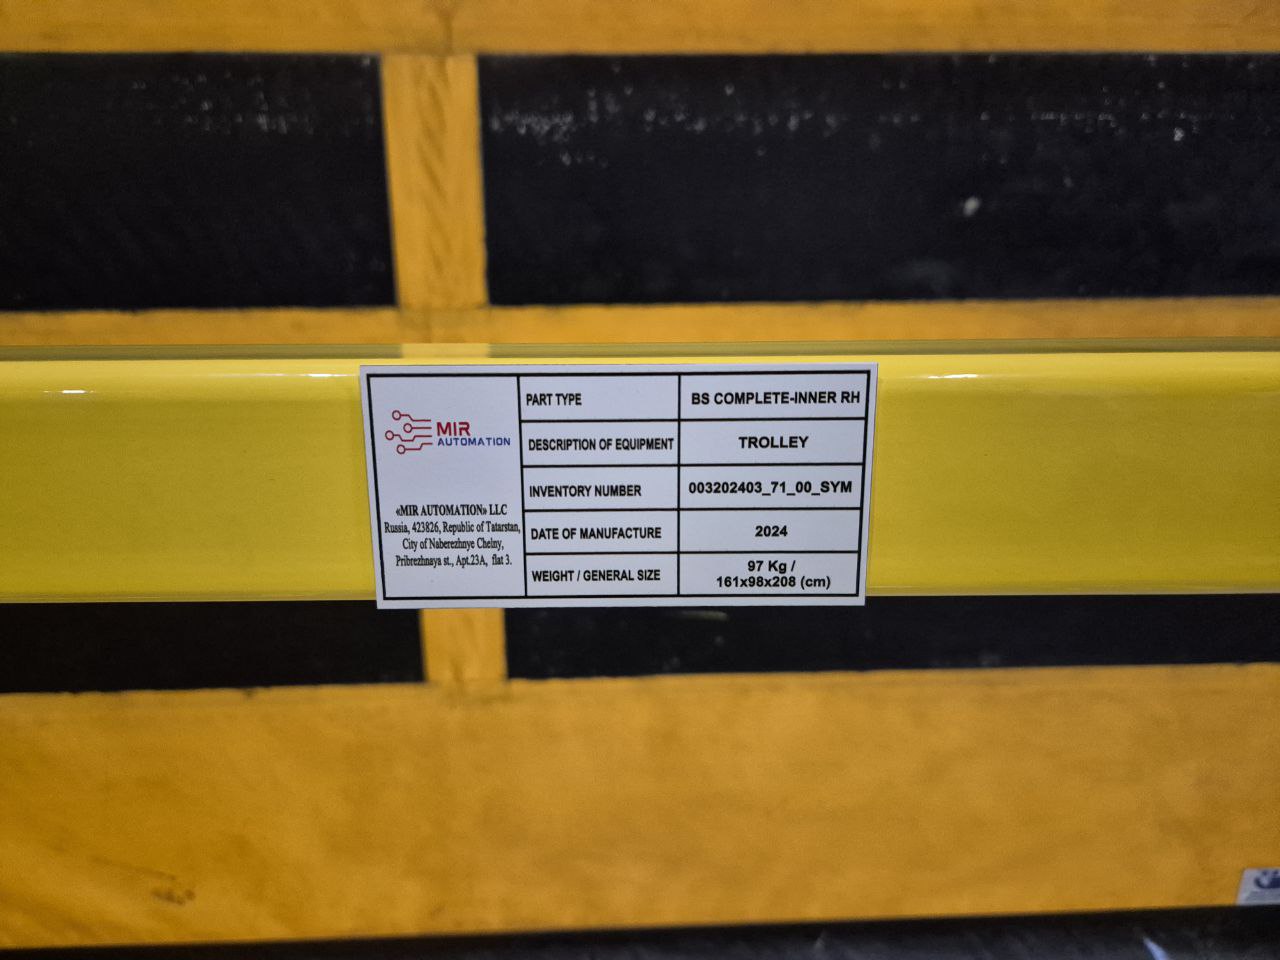 MIR
AUTOMATION
«MIR AUTOMATION» LLC
Russia, 423826, Republic of Tatarstan,
City of Naberezhnye Chelny,
Pribrezhnaya st., Apt.23A, flat 3.
PART TYPE
BS COMPLETE-INNER RH
DESCRIPTION OF EQUIPMENT
TROLLEY
INVENTORY NUMBER
003202403_71_00_SYM
DATE OF MANUFACTURE
2024
WEIGHT / GENERAL SIZE
97 Kg /
161x98x208 (cm)